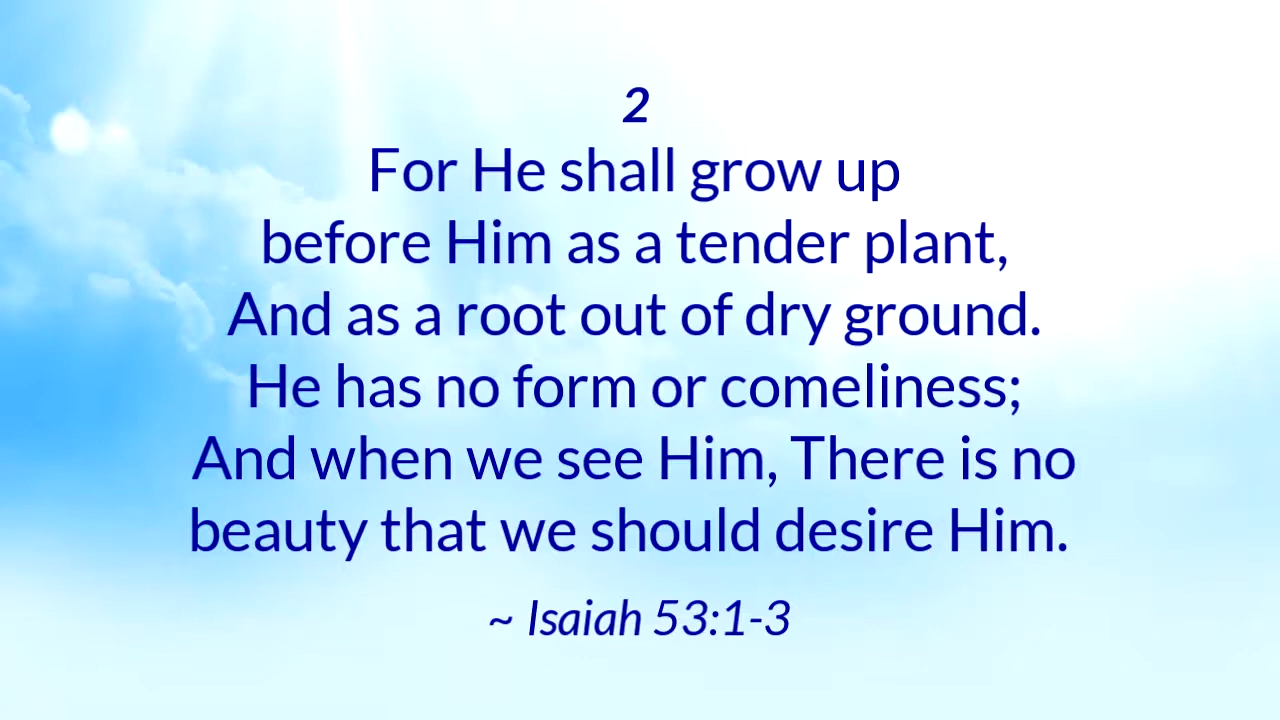 2
For He shall grow up
before Him as a tender plant,
And as a root out of dry ground.
He has no form or comeliness;
And when we see Him, There is no
beauty that we should desire Him.
~ Isaiah 53:1-3